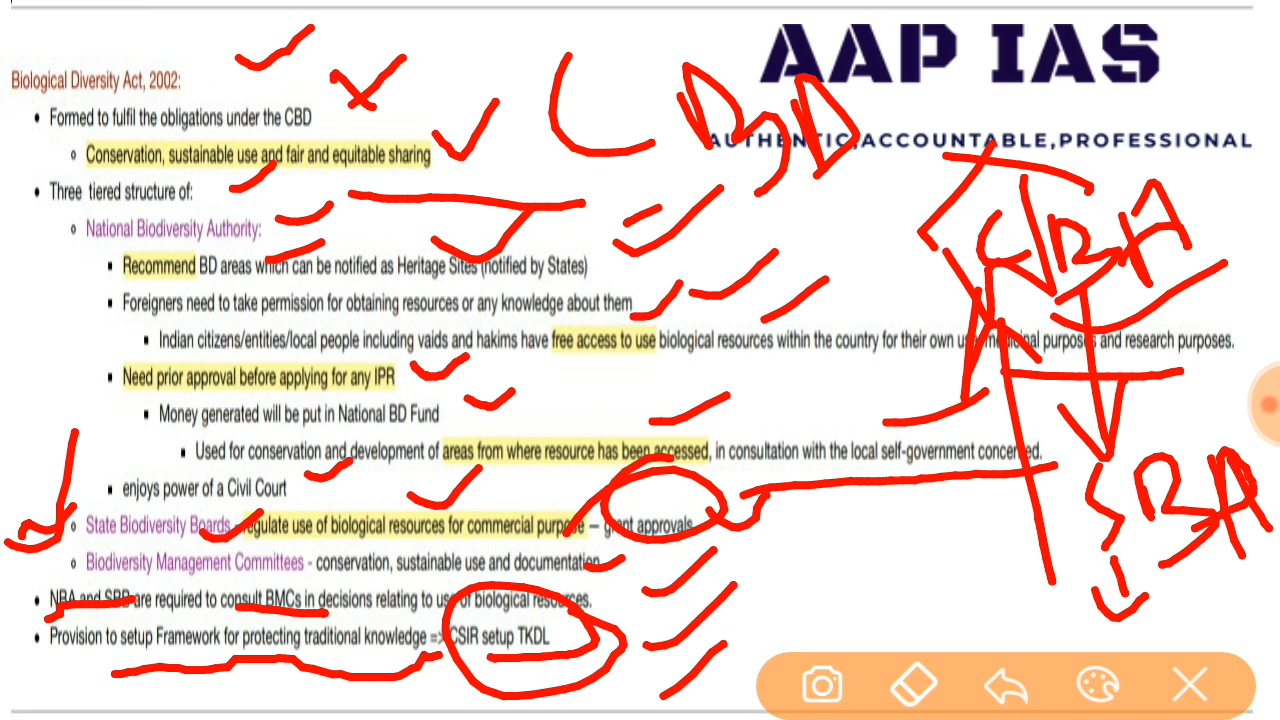 AAP IAS
AUTHENTIC,ACCOUNTABLE,PROFESSIONAL
Biological Diversity Act, 2002:
Formed to fulfil the obligations under the CBD
Conservation, sustainable use and fair and equitable sharing
Three tiered structure of:
National Biodiversity Authority:
Recommend BD areas which can be notified as Heritage Sites (notified by States)
Foreigners need to take permission for obtaining resources or any knowledge about them
Indian citizens/entities/local people including vaids and hakims have free access to use biological resources within the country for their own use, medicinal purposes and research purposes.
Need prior approval before applying for any IPR
Money generated will be put in National BD Fund
Used for conservation and development of areas from where resource has been accessed, in consultation with the local self-government concerned.
enjoys power of a Civil Court
State Biodiversity Boards - regulate use of biological resources for commercial purpose – grant approvals
Biodiversity Management Committees - conservation, sustainable use and documentation
NBA and SBB are required to consult BMCs in decisions relating to use of biological resources.
Provision to setup Framework for protecting traditional knowledge => CSIR setup TKDL
CBD
BA